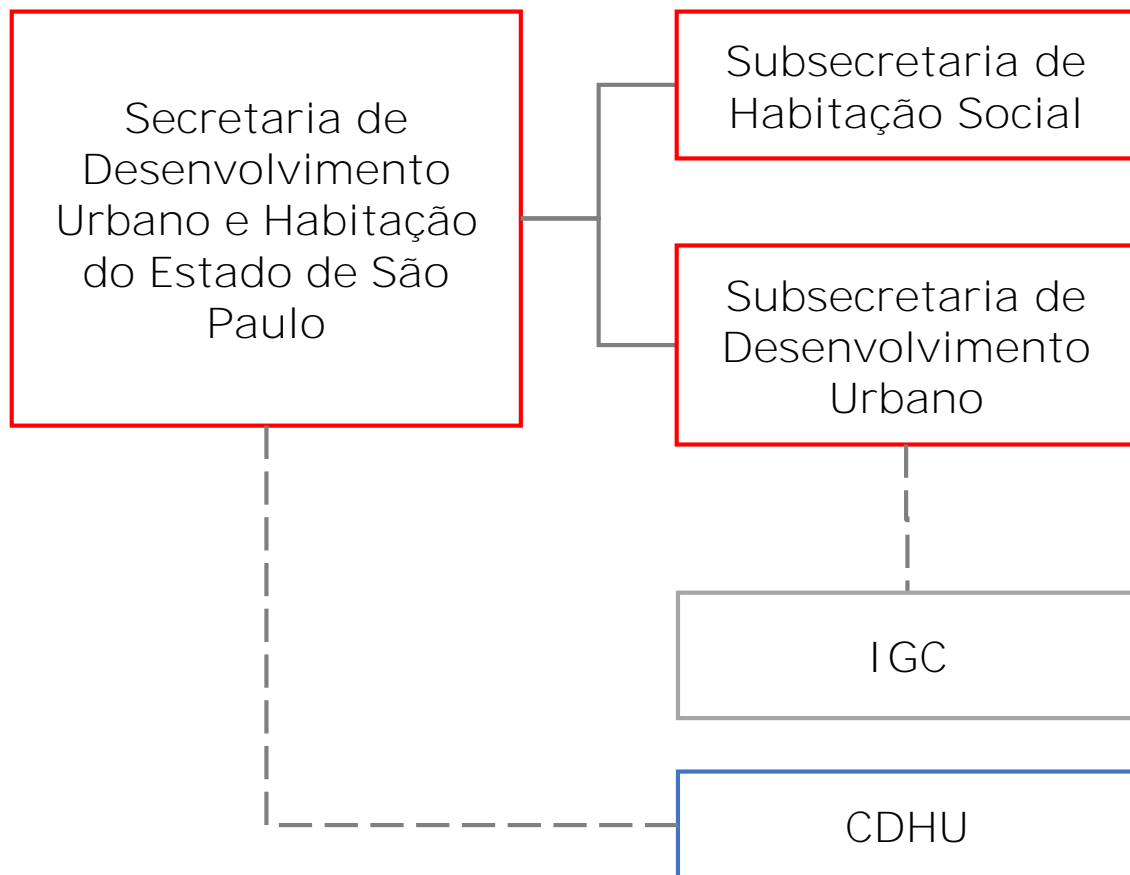 Secretaria de
Desenvolvimento
Urbano e Habitação
do Estado de São
Paulo
Subsecretaria de
Habitação Social
Subsecretaria de
Desenvolvimento
Urbano
IGC
CDHU